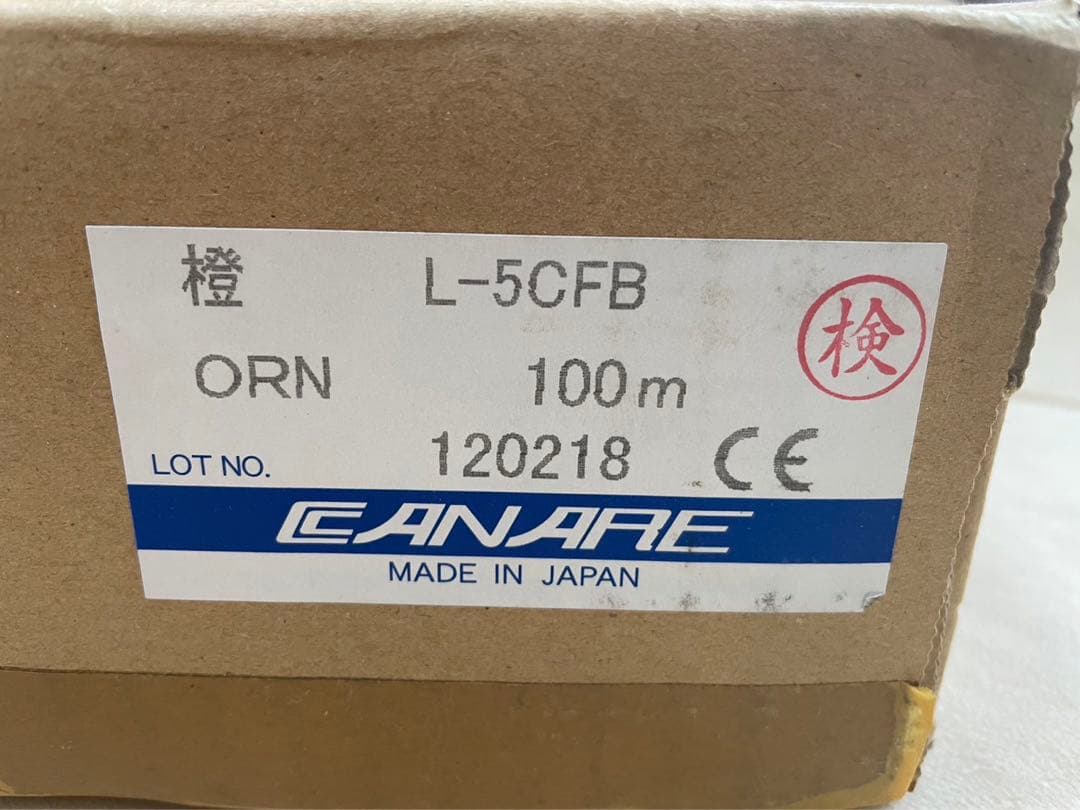 橙 L-5CFB
検
ORN 100m
LOT NO. 120218 CE
CANARE
MADE IN JAPAN